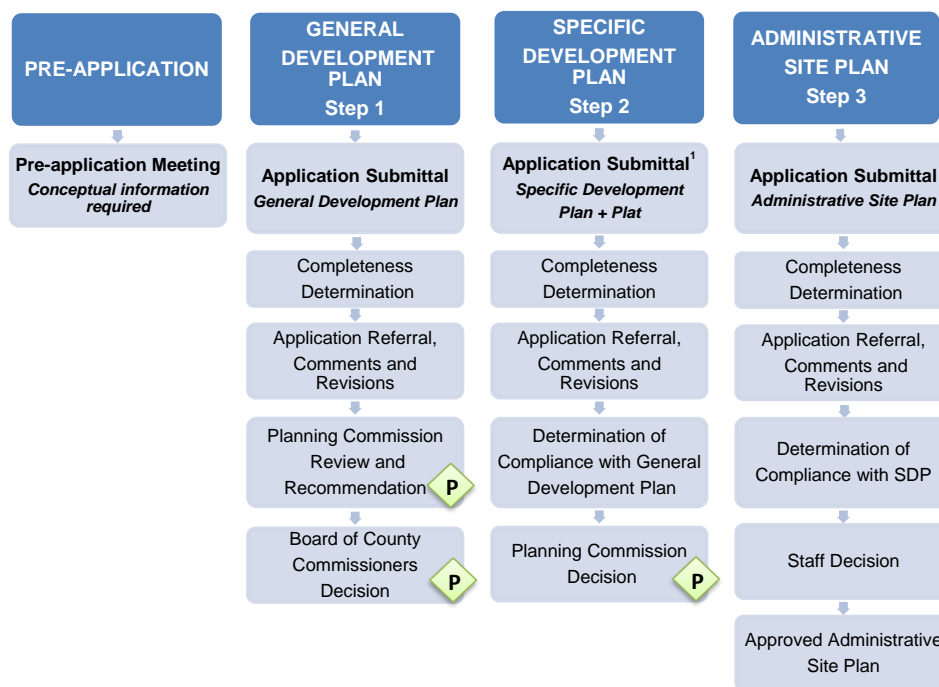 PRE-APPLICATION
Pre-application Meeting
Conceptual information
required
GENERAL
DEVELOPMENT
PLAN
Step 1
Application Submittal
General Development Plan
Completeness
Determination
Application Referral,
Comments and
Revisions
Planning Commission
Review and
Recommendation
P
Board of County
Commissioners
Decision
P
SPECIFIC
DEVELOPMENT
PLAN
Step 2
Application Submittal¹
Specific Development
Plan + Plat
Completeness
Determination
Application Referral,
Comments and
Revisions
Determination of
Compliance with General
Development Plan
Planning Commission
Decision
P
ADMINISTRATIVE
SITE PLAN
Step 3
Application Submittal
Administrative Site Plan
Completeness
Determination
Application Referral,
Comments and
Revisions
Determination of
Compliance with SDP
Staff Decision
Approved Administrative
Site Plan